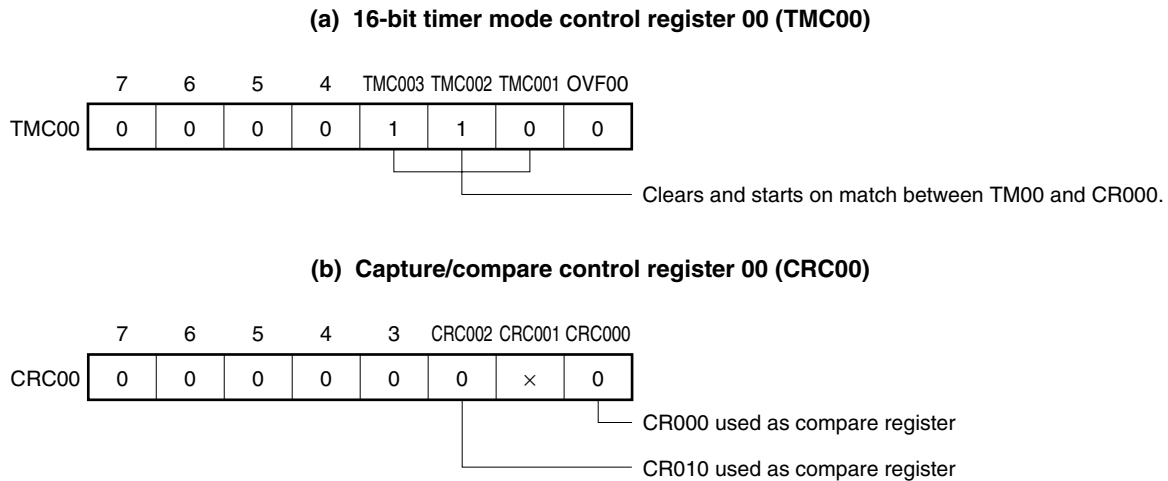 (a) 16-bit timer mode control register 00 (TMC00)
7 6 5 4 TMC003 TMC002 TMC001 OVF00
TMC00 0 0 0 0 1 1 0 0
Clears and starts on match between TM00 and CR000.
(b) Capture/compare control register 00 (CRC00)
7 6 5 4 3 CRC002 CRC001 CRC000
CRC00 0 0 0 0 0 0 × 0
CR000 used as compare register
CR010 used as compare register